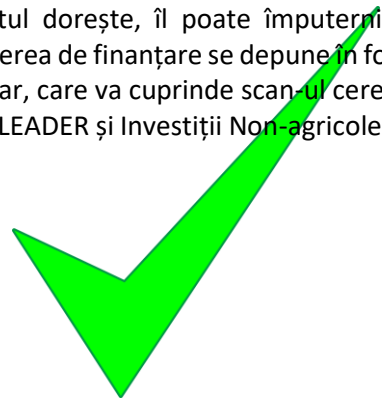 tul dorește, îl poate împuterni
erea de finanțare se depune în fo
ar, care va cuprinde scan-ul cere
LEADER și Investiții Non-agricole